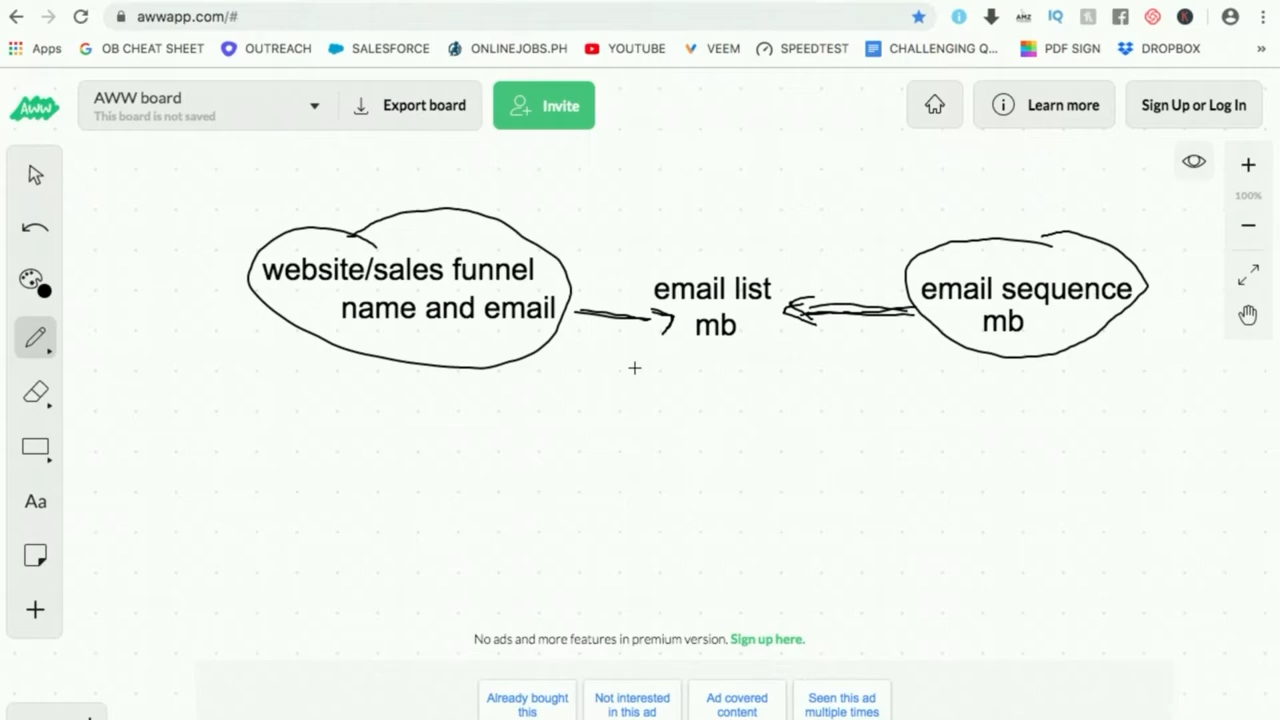 awwapp.com/#
Apps OB CHEAT SHEET OUTREACH SALESFORCE ONLINEJOBS.PH YOUTUBE VEEM SPEEDTEST CHALLENGING Q... PDF SIGN DROPBOX »
AWW
AWW board
This board is not saved
Export board
Invite
Learn more
Sign Up or Log In
100%
website/sales funnel
name and email
email list
mb
email sequence
mb
Aa
No ads and more features in premium version. Sign up here.
Already bought
this
Not interested
in this ad
Ad covered
content
Seen this ad
multiple times